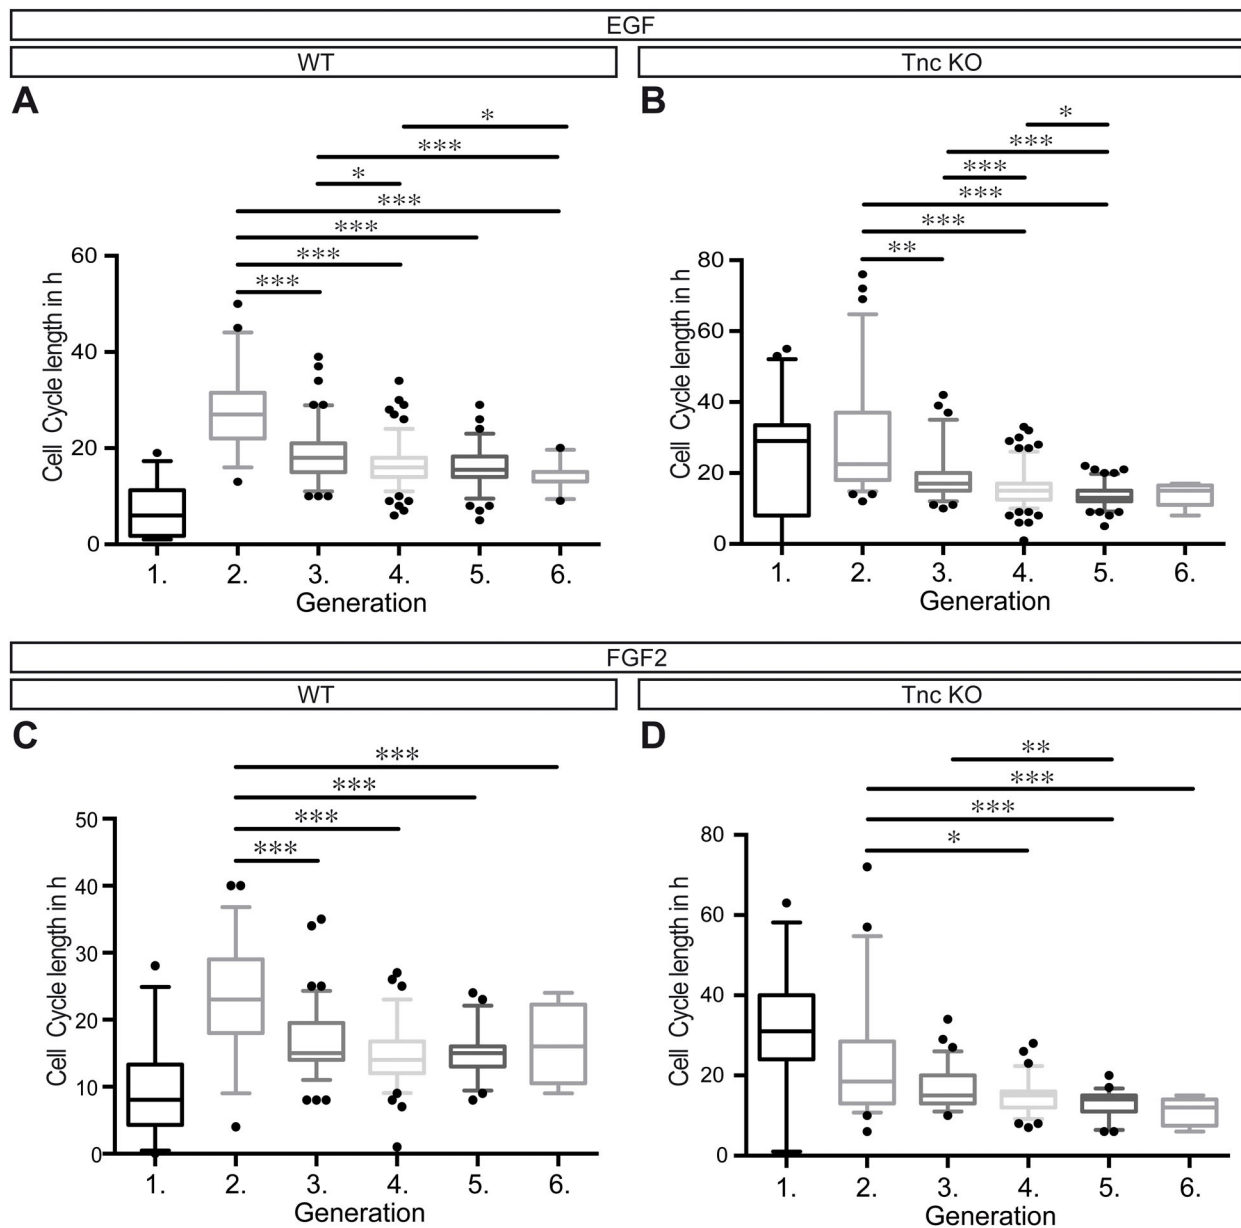 EGF
WT
Tnc KO
A
B
*
***
*
***
***
***
***
*
***
***
***
***
**
Cell Cycle length in h
60
40
20
0
1. 2. 3. 4. 5. 6.
Generation
Cell Cycle length in h
80
60
40
20
0
1. 2. 3. 4. 5. 6.
Generation
FGF2
WT
Tnc KO
C
D
***
***
***
***
**
***
***
*
Cell Cycle length in h
50
40
30
20
10
0
1. 2. 3. 4. 5. 6.
Generation
Cell Cycle length in h
80
60
40
20
0
1. 2. 3. 4. 5. 6.
Generation